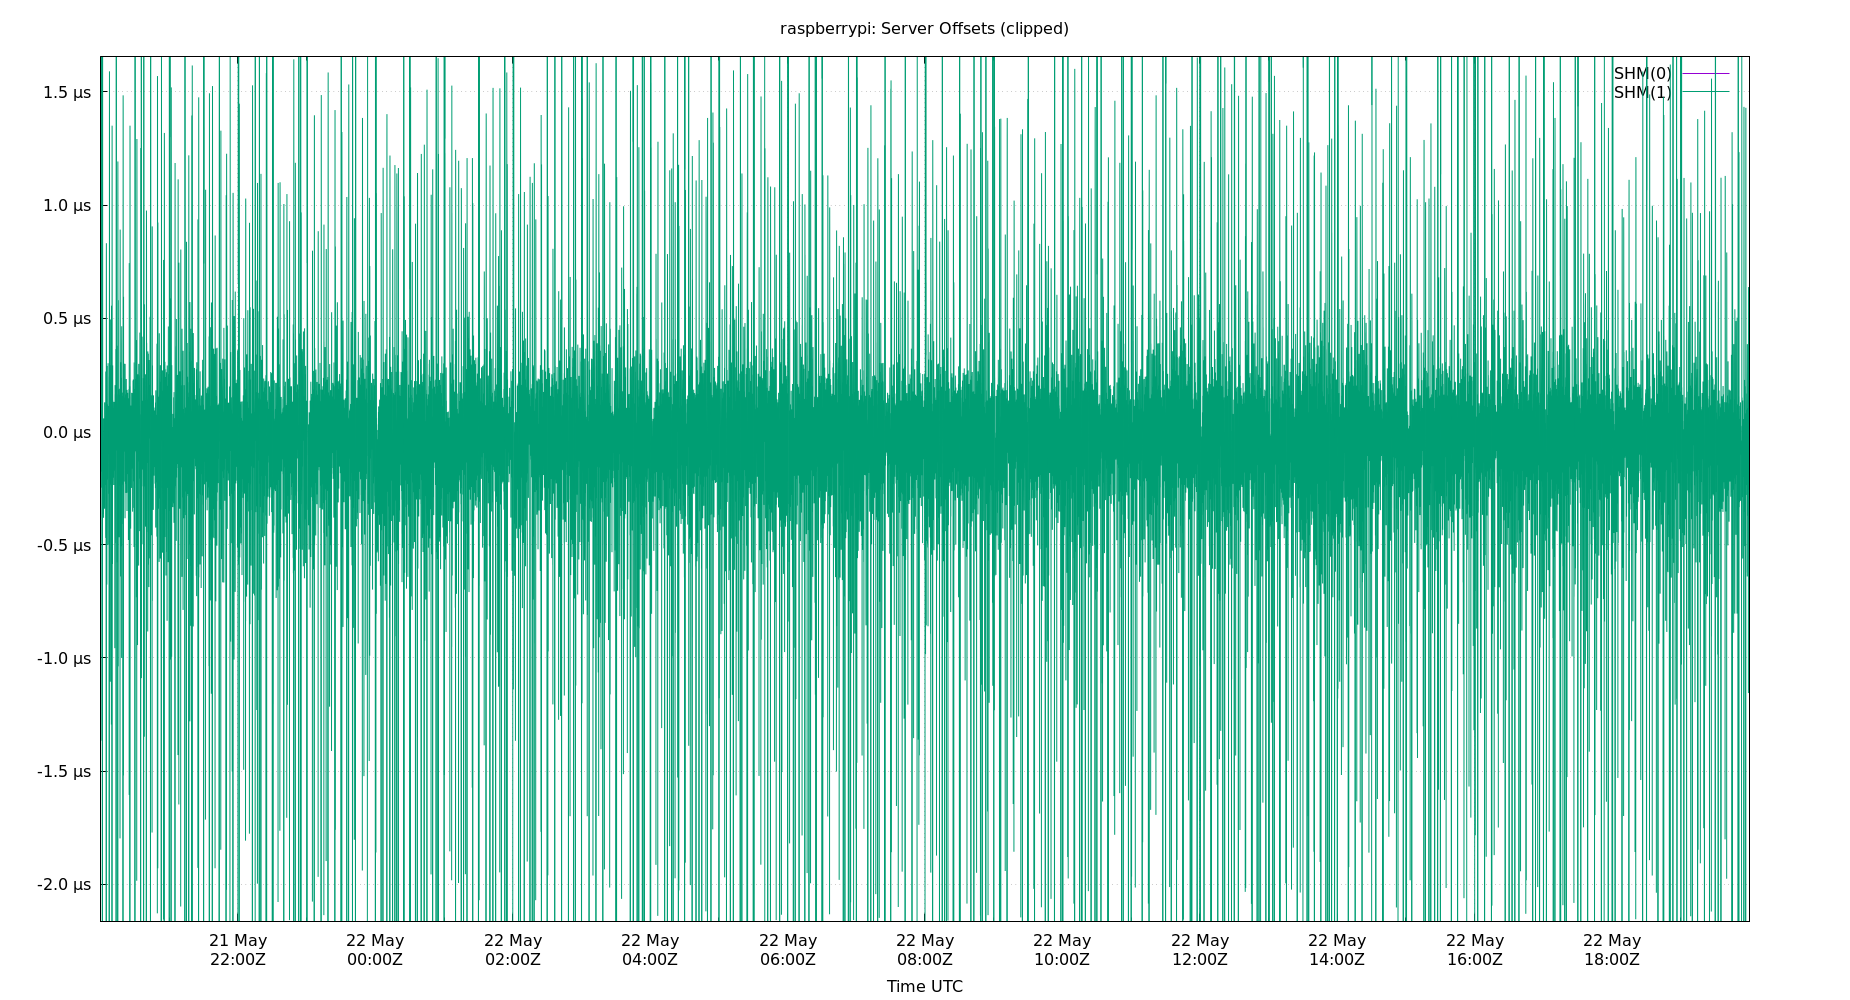 raspberrypi: Server Offsets (clipped)
SHM(0)
SHM(1)
1.5 µs
1.0 µs
0.5 µs
0.0 µs
-0.5 µs
-1.0 µs
-1.5 µs
-2.0 µs
21 May 22 May 22 May 22 May 22 May 22 May 22 May 22 May 22 May 22 May 22 May
22:00Z 00:00Z 02:00Z 04:00Z 06:00Z 08:00Z 10:00Z 12:00Z 14:00Z 16:00Z 18:00Z
Time UTC